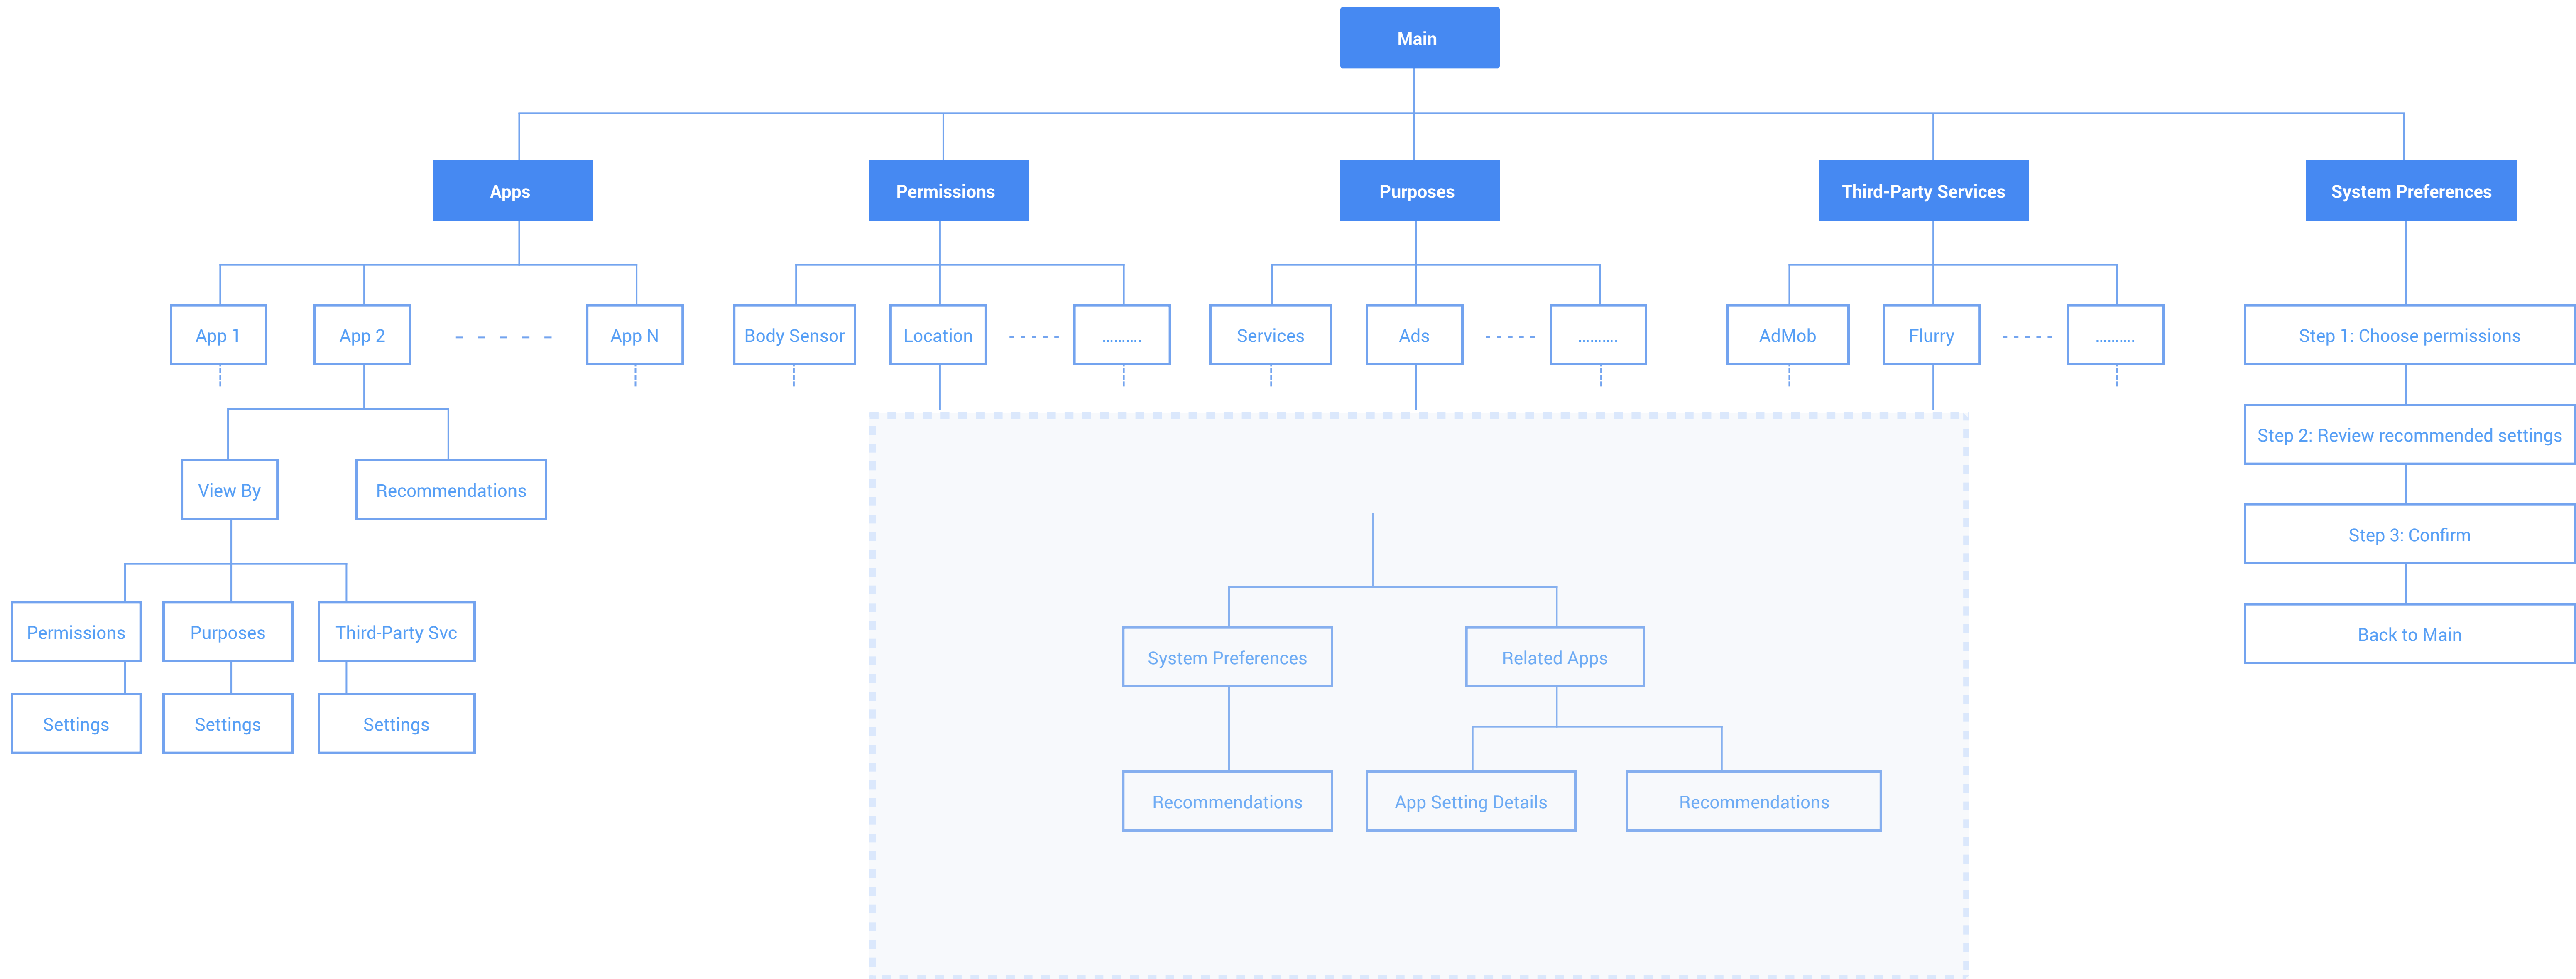 Main
Apps
Permissions
Purposes
Third-Party Services
System Preferences
App 1
App 2
App N
Body Sensor
Location
..........
Services
Ads
..........
AdMob
Flurry
..........
Step 1: Choose permissions
Step 2: Review recommended settings
Step 3: Confirm
Back to Main
View By
Recommendations
Permissions
Purposes
Third-Party Svc
Settings
Settings
Settings
System Preferences
Related Apps
Recommendations
App Setting Details
Recommendations